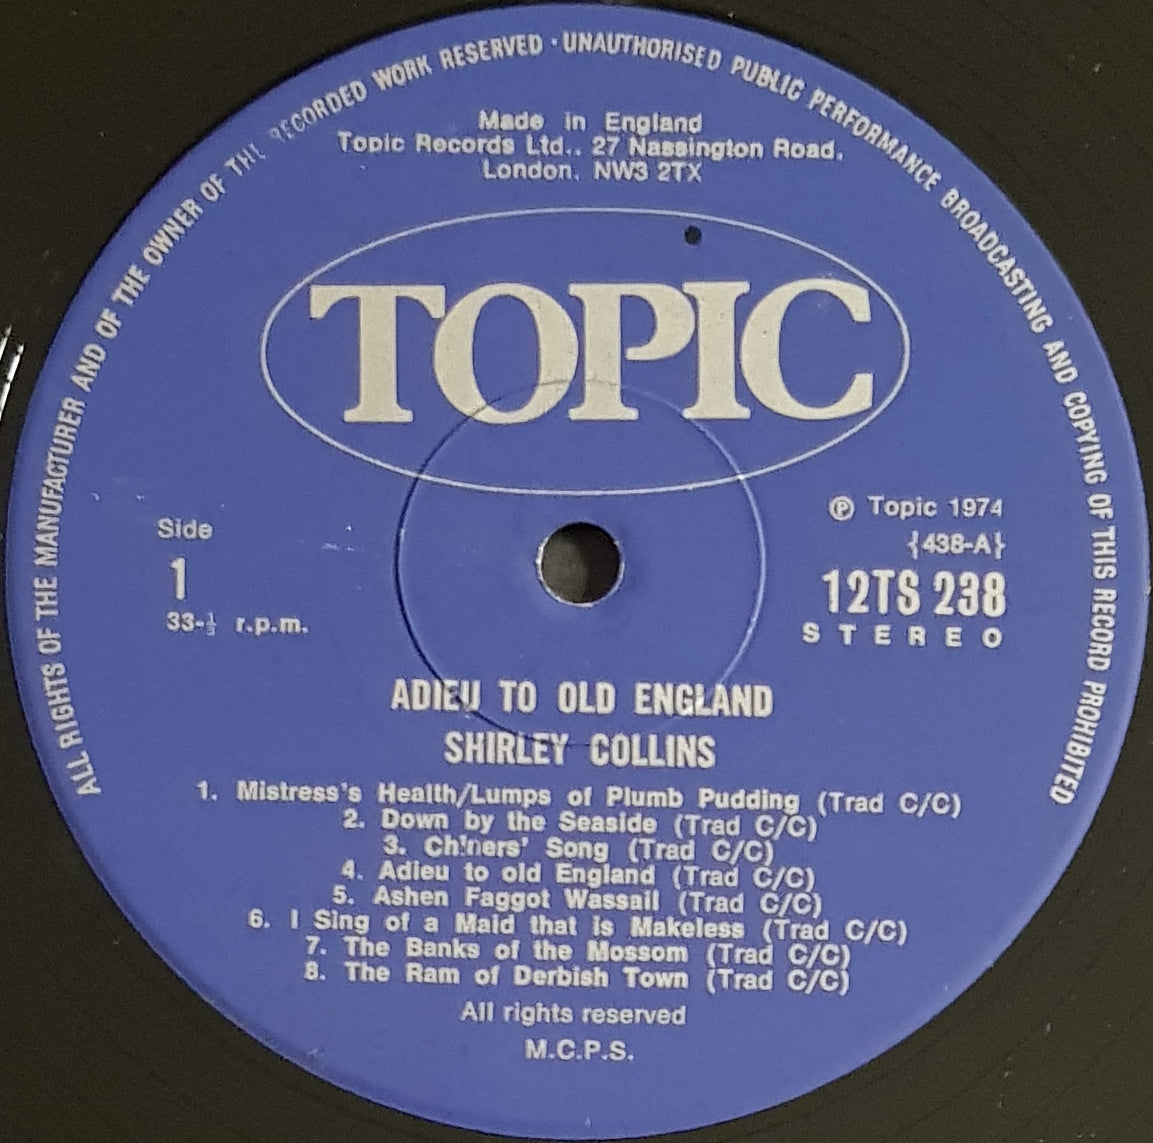 ALL RIGHTS OF THE MANUFACTURER AND OF THE OWNER OF THE RECORDED WORK RESERVED · UNAUTHORISED PUBLIC PERFORMANCE BROADCASTING AND COPYING OF THIS RECORD PROHIBITED
Made in England
Topic Records Ltd., 27 Nassington Road,
London, NW3 2TX
TOPIC
Side
1
33-⅓ r.p.m.
℗ Topic 1974
{438-A}
12TS 238
STEREO
ADIEU TO OLD ENGLAND
SHIRLEY COLLINS
1. Mistress's Health/Lumps of Plumb Pudding (Trad C/C)
2. Down by the Seaside (Trad C/C)
3. Chiners' Song (Trad C/C)
4. Adieu to old England (Trad C/C)
5. Ashen Faggot Wassail (Trad C/C)
6. I Sing of a Maid that is Makeless (Trad C/C)
7. The Banks of the Mossom (Trad C/C)
8. The Ram of Derbish Town (Trad C/C)
All rights reserved
M.C.P.S.